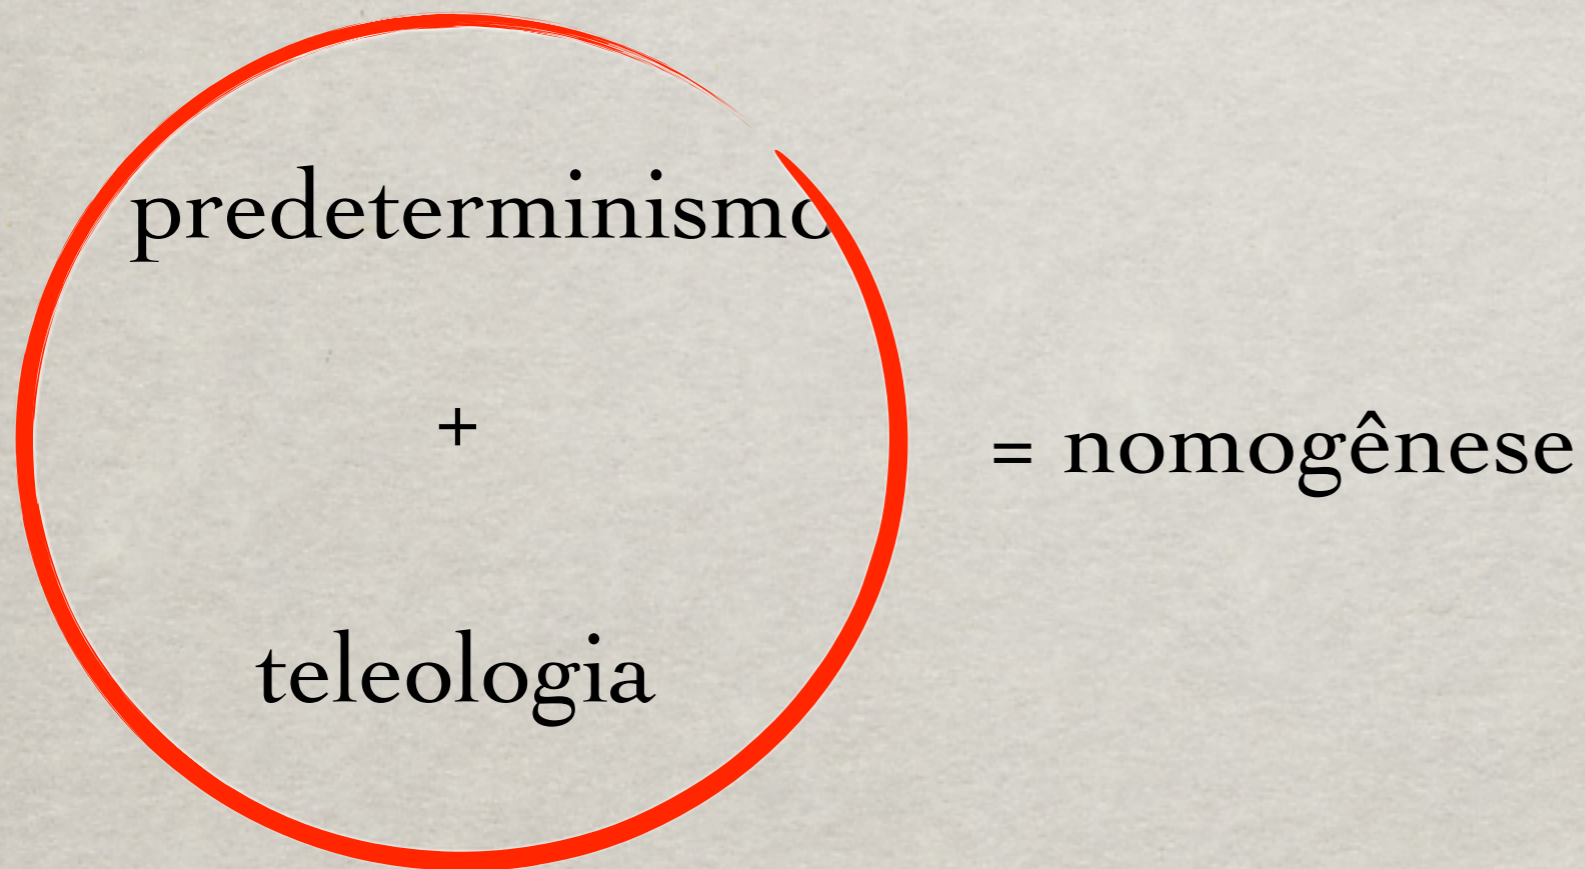 predeterminismo
+
= nomogênese
teleologia